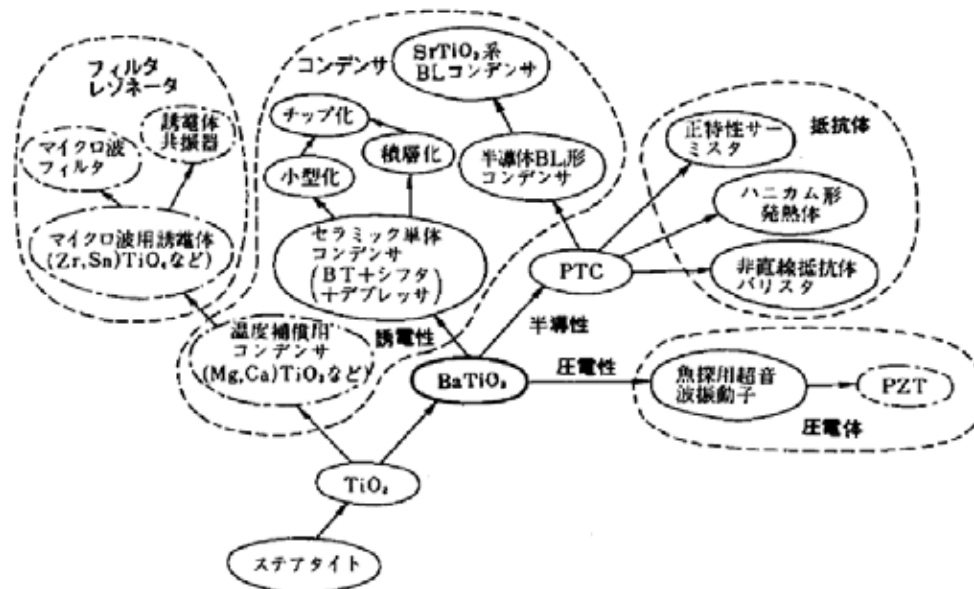 フィルタ
レゾネータ
誘電体
共振器
マイクロ波
フィルタ
マイクロ波用誘電体
(Zr,Sn)TiO₄など)
コンデンサ
SrTiO₃系
BLコンデンサ
チップ化
積層化
小型化
半導体BL形
コンデンサ
セラミック単体
コンデンサ
(BT+シフタ
+デプレッサ)
抵抗体
正特性サー
ミスタ
ハニカム形
発熱体
PTC
非直線抵抗体
バリスタ
温度補償用
コンデンサ
(Mg,Ca)TiO₃など)
誘電性
半導性
圧電性
BaTiO₃
魚探用超音
波振動子
PZT
圧電体
TiO₂
ステアタイト